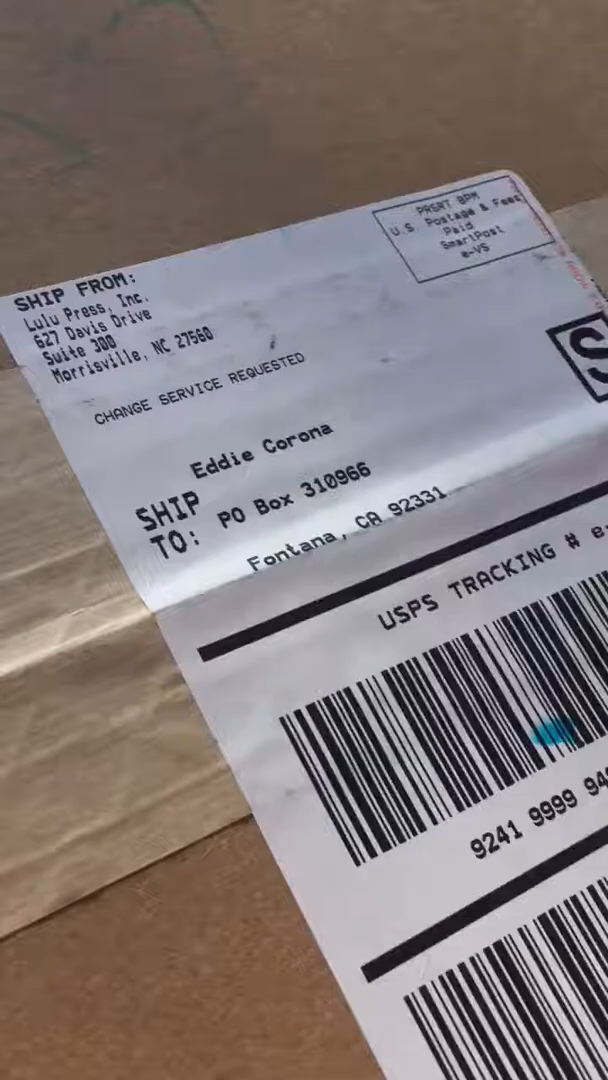 PRSRT BPM
U.S. Postage & Fees
Paid
SmartPost
e-VS
SHIP FROM:
Lulu Press, Inc.
627 Davis Drive
Suite 300
Morrisville, NC 27560
CHANGE SERVICE REQUESTED
Eddie Corona
SHIP
TO:
PO Box 310966
Fontana, CA 92331
USPS TRACKING # e
9241 9999 94